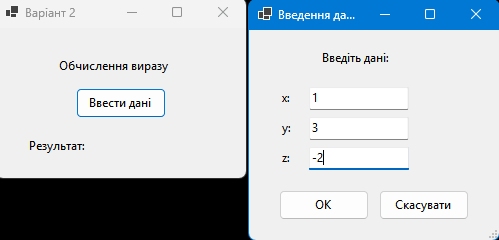 Варіант 2
Обчислення виразу
Ввести дані
Результат:
Введення да...
Введіть дані:
x: 1
y: 3
z: -2
OK Скасувати